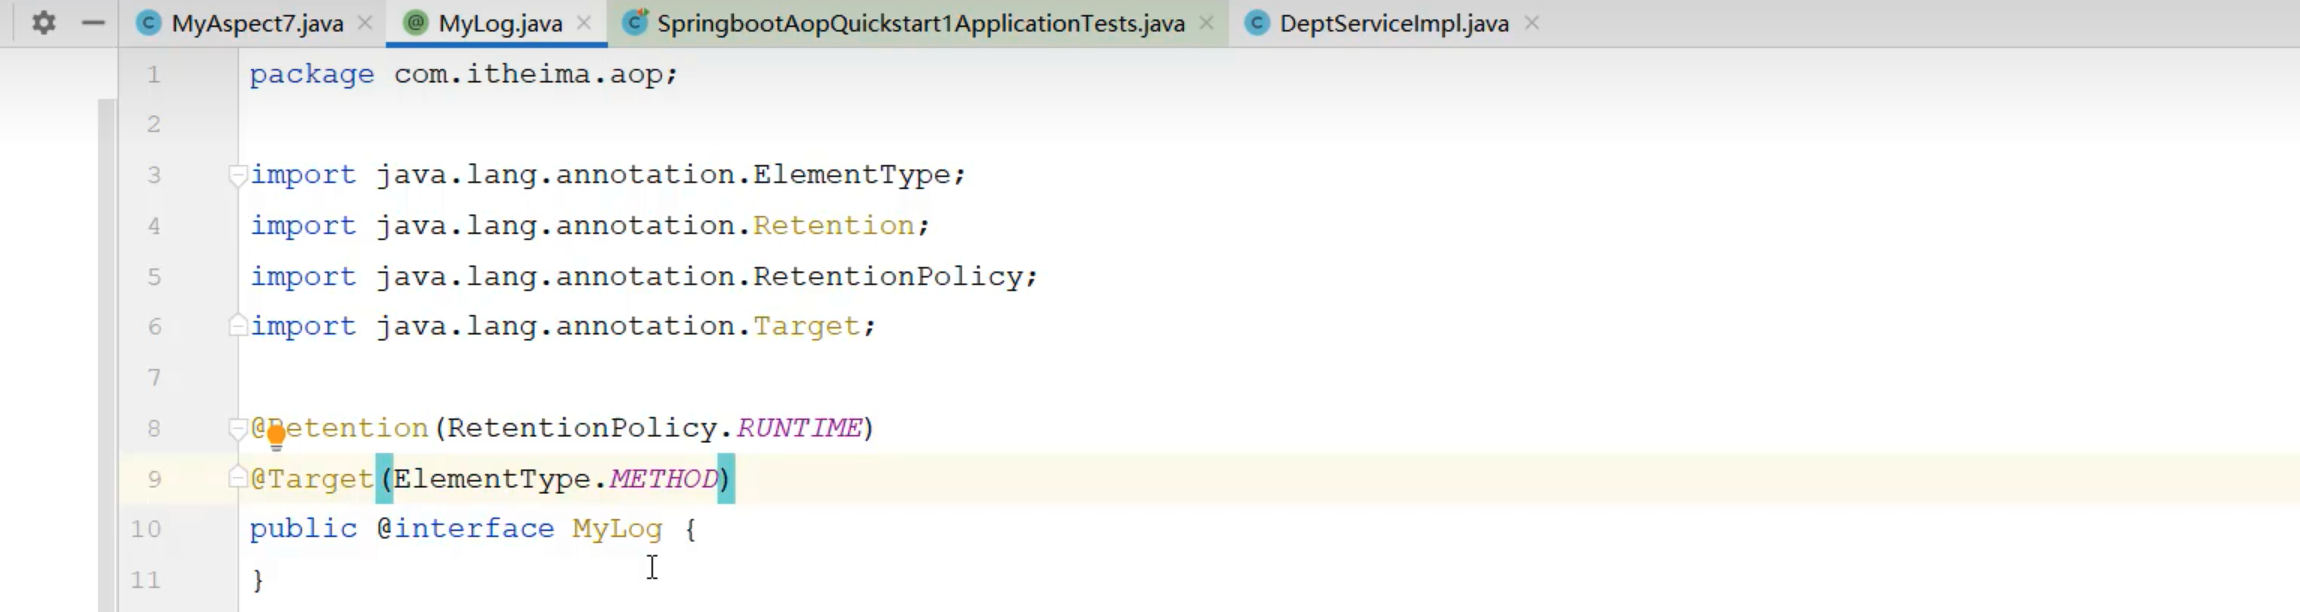 MyAspect7.java MyLog.java SpringbootAopQuickstart1ApplicationTests.java DeptServiceImpl.java
1 package com.itheima.aop;
2
3 import java.lang.annotation.ElementType;
4 import java.lang.annotation.Retention;
5 import java.lang.annotation.RetentionPolicy;
6 import java.lang.annotation.Target;
7
8 @Retention(RetentionPolicy.RUNTIME)
9 @Target(ElementType.METHOD)
10 public @interface MyLog {
11 }